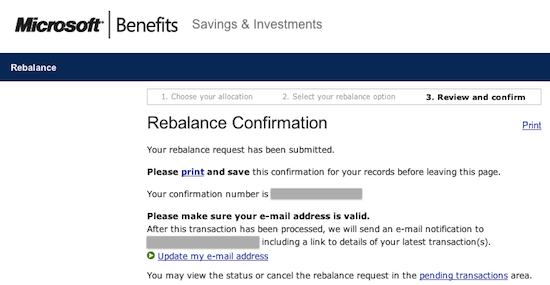 Microsoft® | Benefits Savings & Investments
Rebalance
1. Choose your allocation 2. Select your rebalance option 3. Review and confirm
Rebalance Confirmation
Print
Your rebalance request has been submitted.
Please print and save this confirmation for your records before leaving this page.
Your confirmation number is
Please make sure your e-mail address is valid.
After this transaction has been processed, we will send an e-mail notification to
including a link to details of your latest transaction(s).
Update my e-mail address
You may view the status or cancel the rebalance request in the pending transactions area.